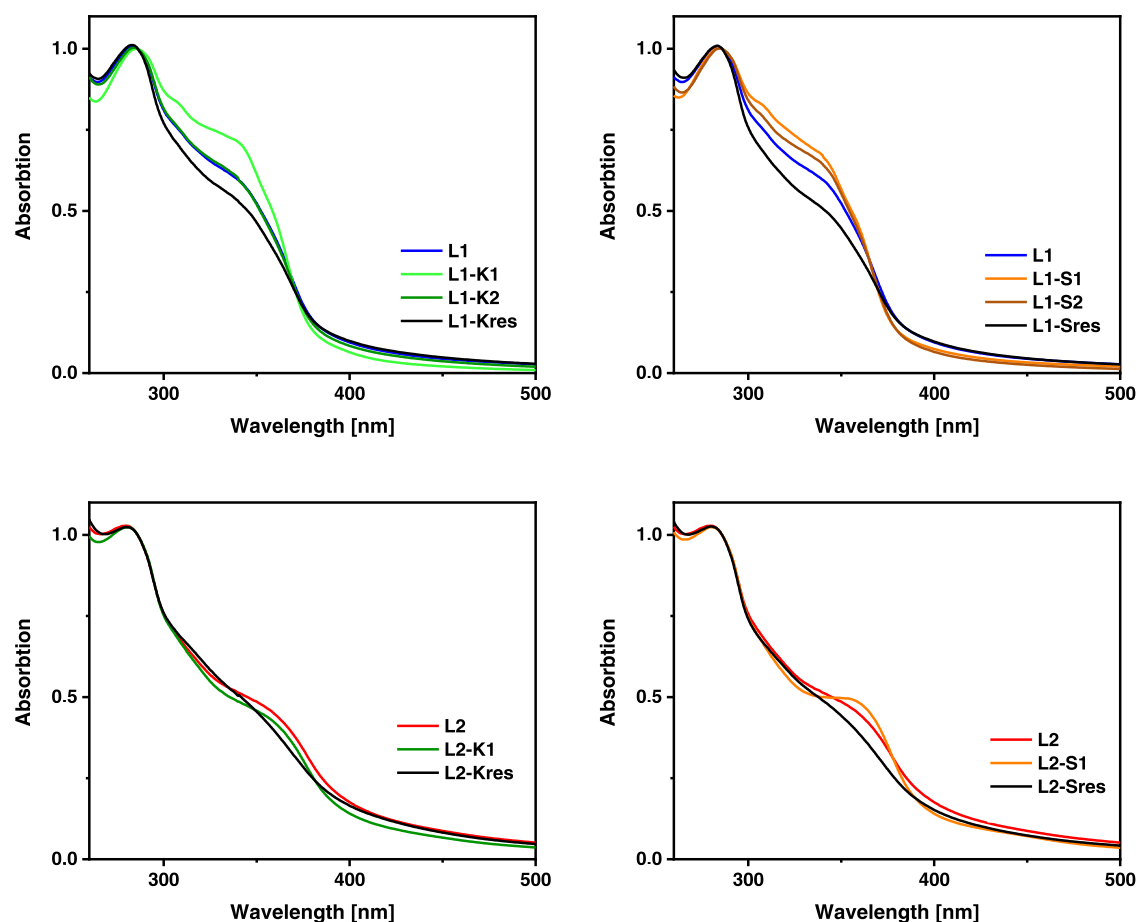 1.0
0.5
0.0
Absorbtion
300
400
500
Wavelength [nm]
L1
L1-K1
L1-K2
L1-Kres
1.0
0.5
0.0
Absorbtion
300
400
500
Wavelength [nm]
L1
L1-S1
L1-S2
L1-Sres
1.0
0.5
0.0
Absorbtion
300
400
500
Wavelength [nm]
L2
L2-K1
L2-Kres
1.0
0.5
0.0
Absorbtion
300
400
500
Wavelength [nm]
L2
L2-S1
L2-Sres